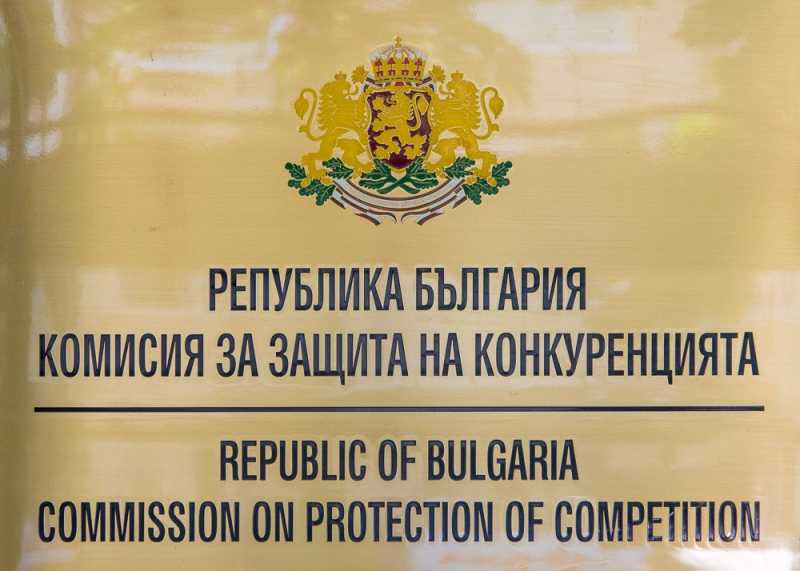 РЕПУБЛИКА БЪЛГАРИЯ
КОМИСИЯ ЗА ЗАЩИТА НА КОНКУРЕНЦИЯТА
REPUBLIC OF BULGARIA
COMMISSION ON PROTECTION OF COMPETITION